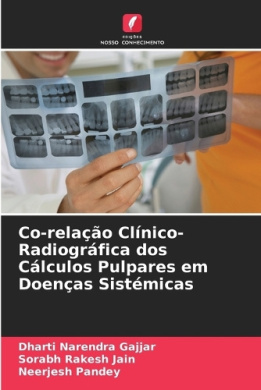 edições
NOSSO CONHECIMENTO
Co-relação Clínico-
Radiográfica dos
Cálculos Pulpares em
Doenças Sistémicas
Dharti Narendra Gajjar
Sorabh Rakesh Jain
Neerjesh Pandey